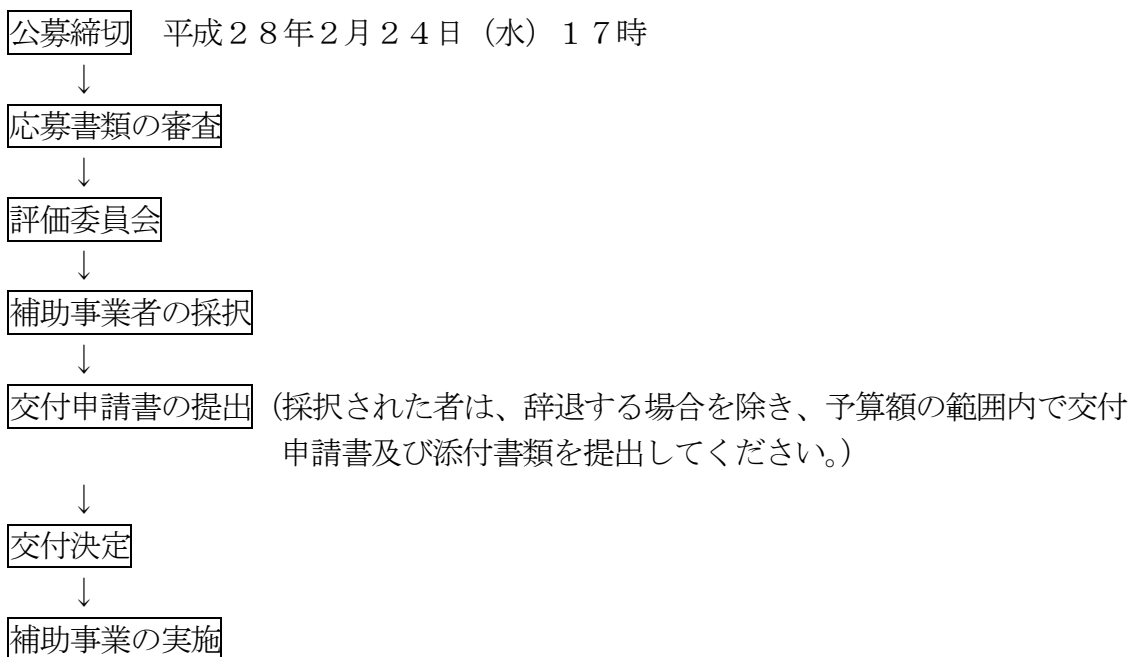 公募締切　平成２８年２月２４日（水）１７時
↓
応募書類の審査
↓
評価委員会
↓
補助事業者の採択
↓
交付申請書の提出（採択された者は、辞退する場合を除き、予算額の範囲内で交付
申請書及び添付書類を提出してください。）
↓
交付決定
↓
補助事業の実施